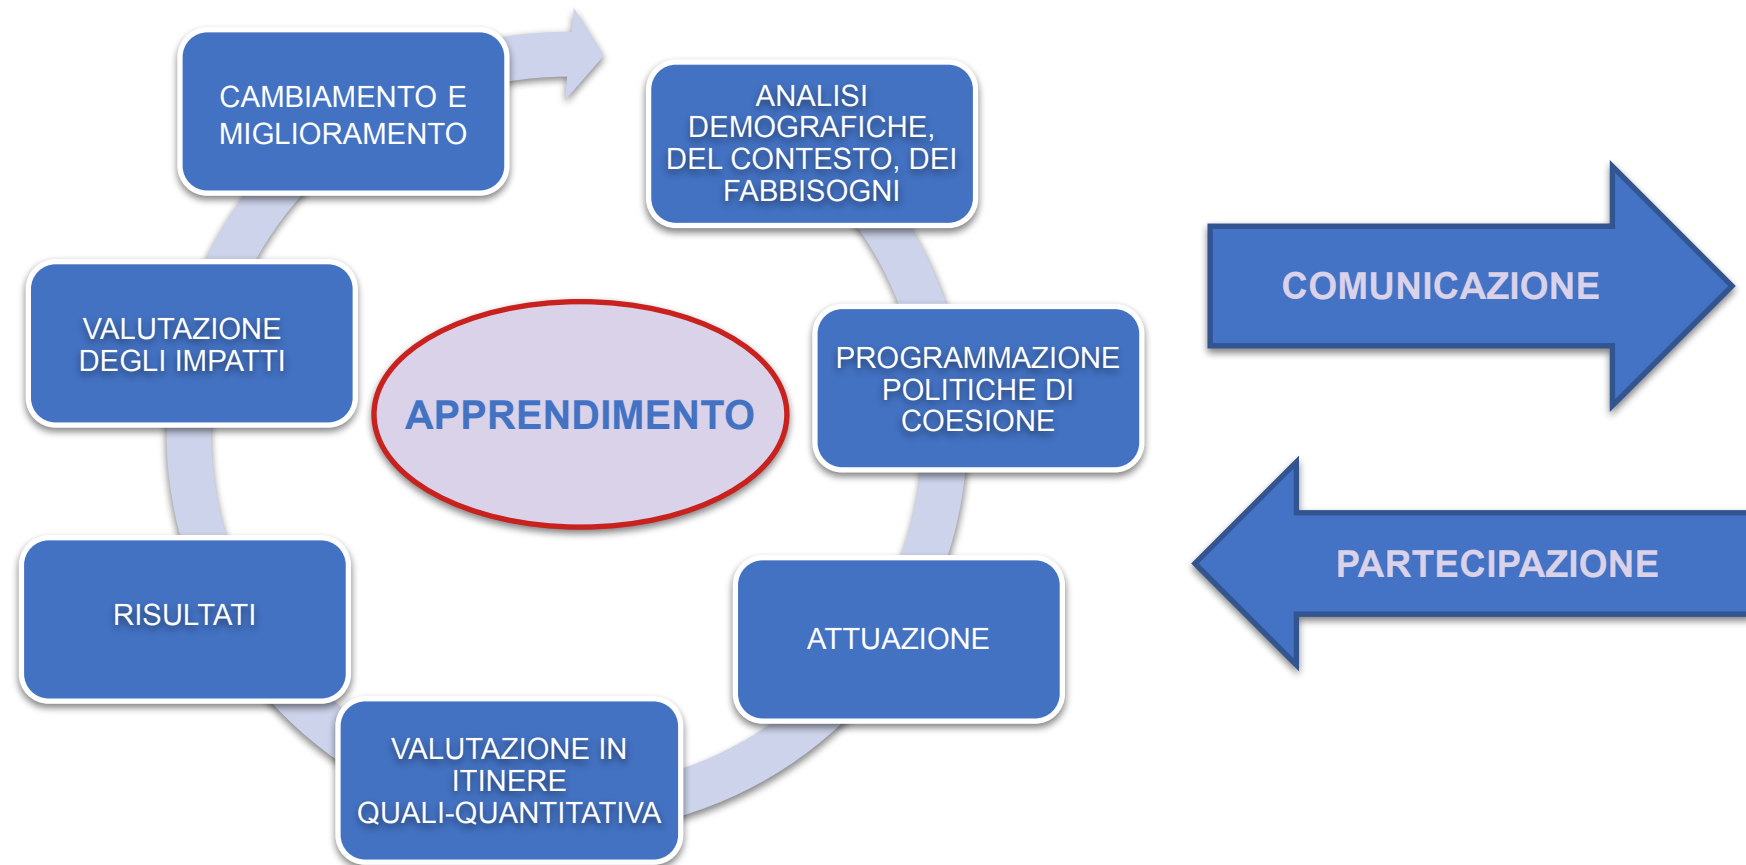 CAMBIAMENTO E
MIGLIORAMENTO
ANALISI
DEMOGRAFICHE,
DEL CONTESTO, DEI
FABBISOGNI
PROGRAMMAZIONE
POLITICHE DI
COESIONE
ATTUAZIONE
VALUTAZIONE IN
ITINERE
QUALI-QUANTITATIVA
RISULTATI
VALUTAZIONE
DEGLI IMPATTI
APPRENDIMENTO
COMUNICAZIONE
PARTECIPAZIONE